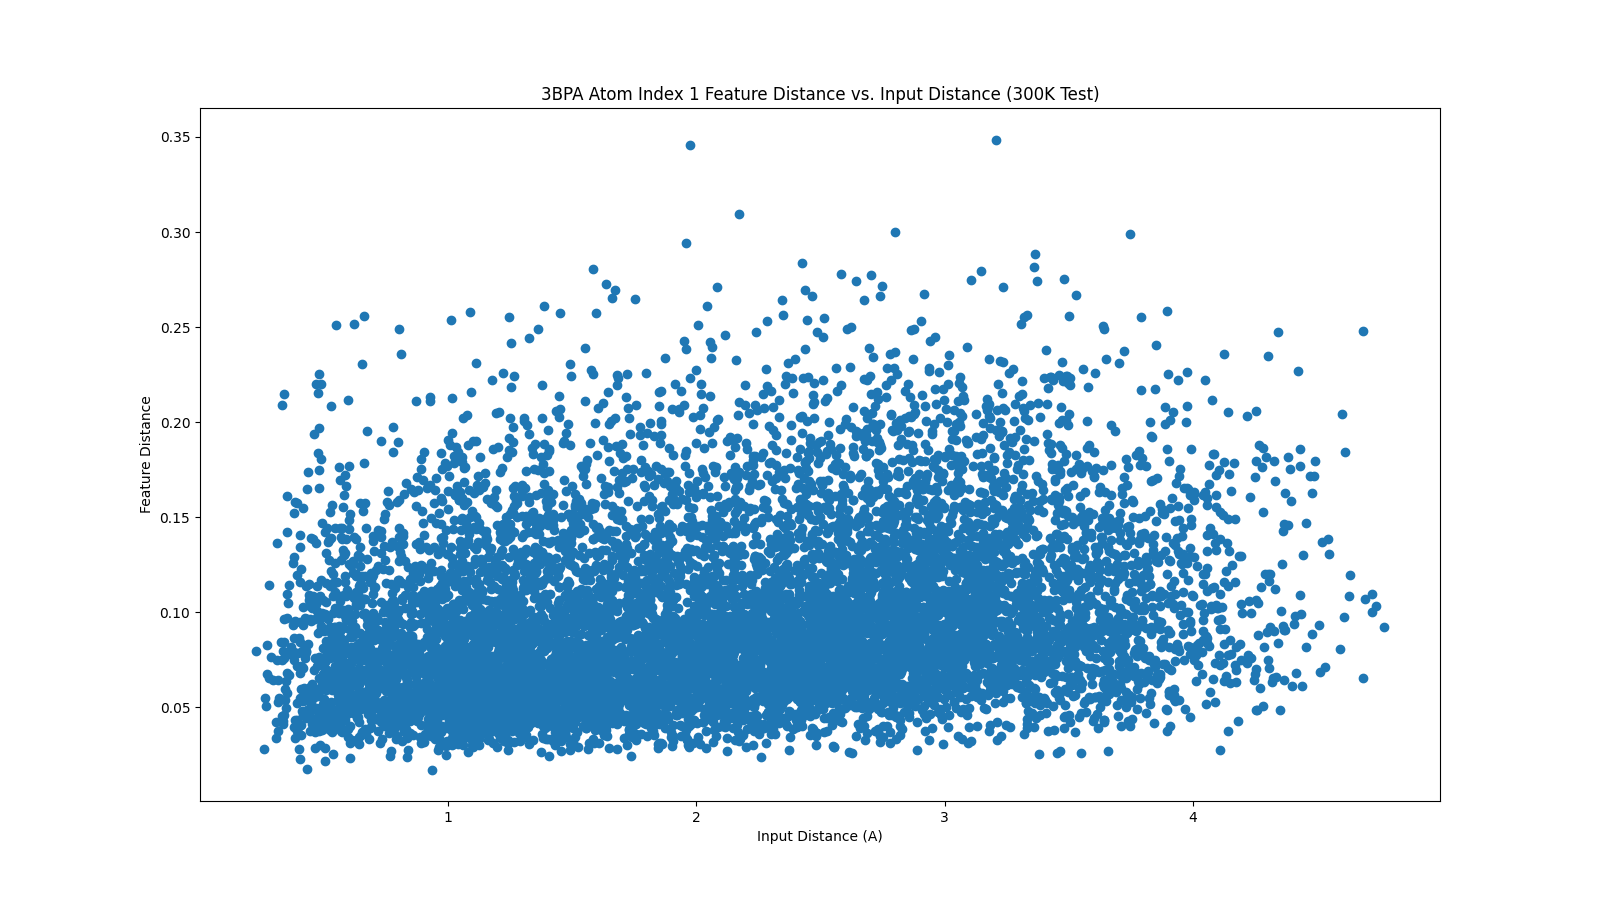 3BPA Atom Index 1 Feature Distance vs. Input Distance (300K Test)
0.35
0.30
0.25
0.20
0.15
0.10
0.05
Feature Distance
1 2 3 4
Input Distance (A)